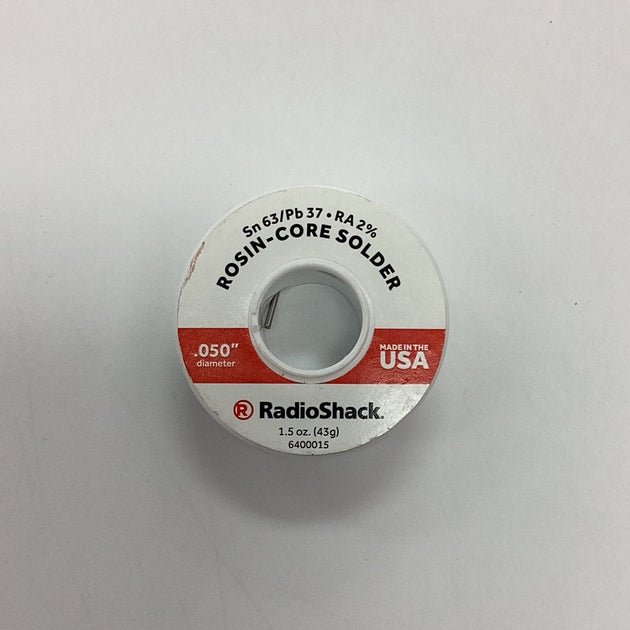 Sn 63/Pb 37 • RA 2%
ROSIN-CORE SOLDER
.050"
diameter
MADE IN THE
USA
R RadioShack.
1.5 oz. (43g)
6400015